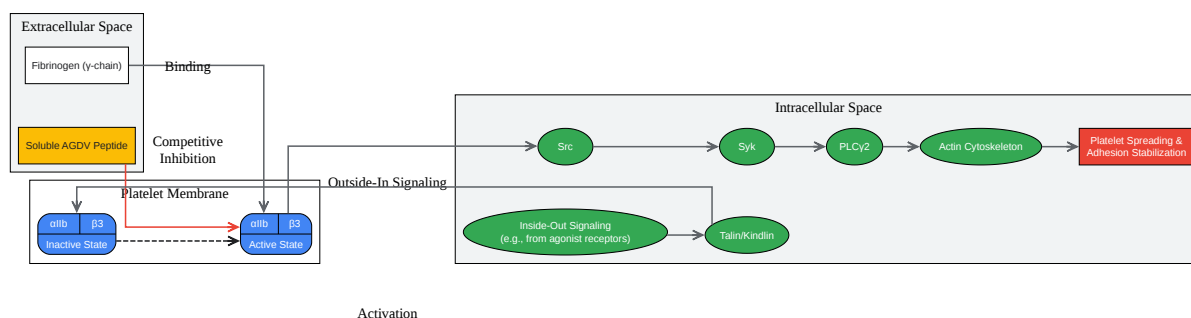 Extracellular Space
Fibrinogen (γ-chain)
Binding
Soluble AGDV Peptide
Competitive
Inhibition
Platelet Membrane
αIIb
β3
Inactive State
αIIb
β3
Active State
Outside-In Signaling
Intracellular Space
Src
Syk
PLCγ2
Actin Cytoskeleton
Platelet Spreading &
Adhesion Stabilization
Inside-Out Signaling
(e.g., from agonist receptors)
Talin/Kindlin
Activation